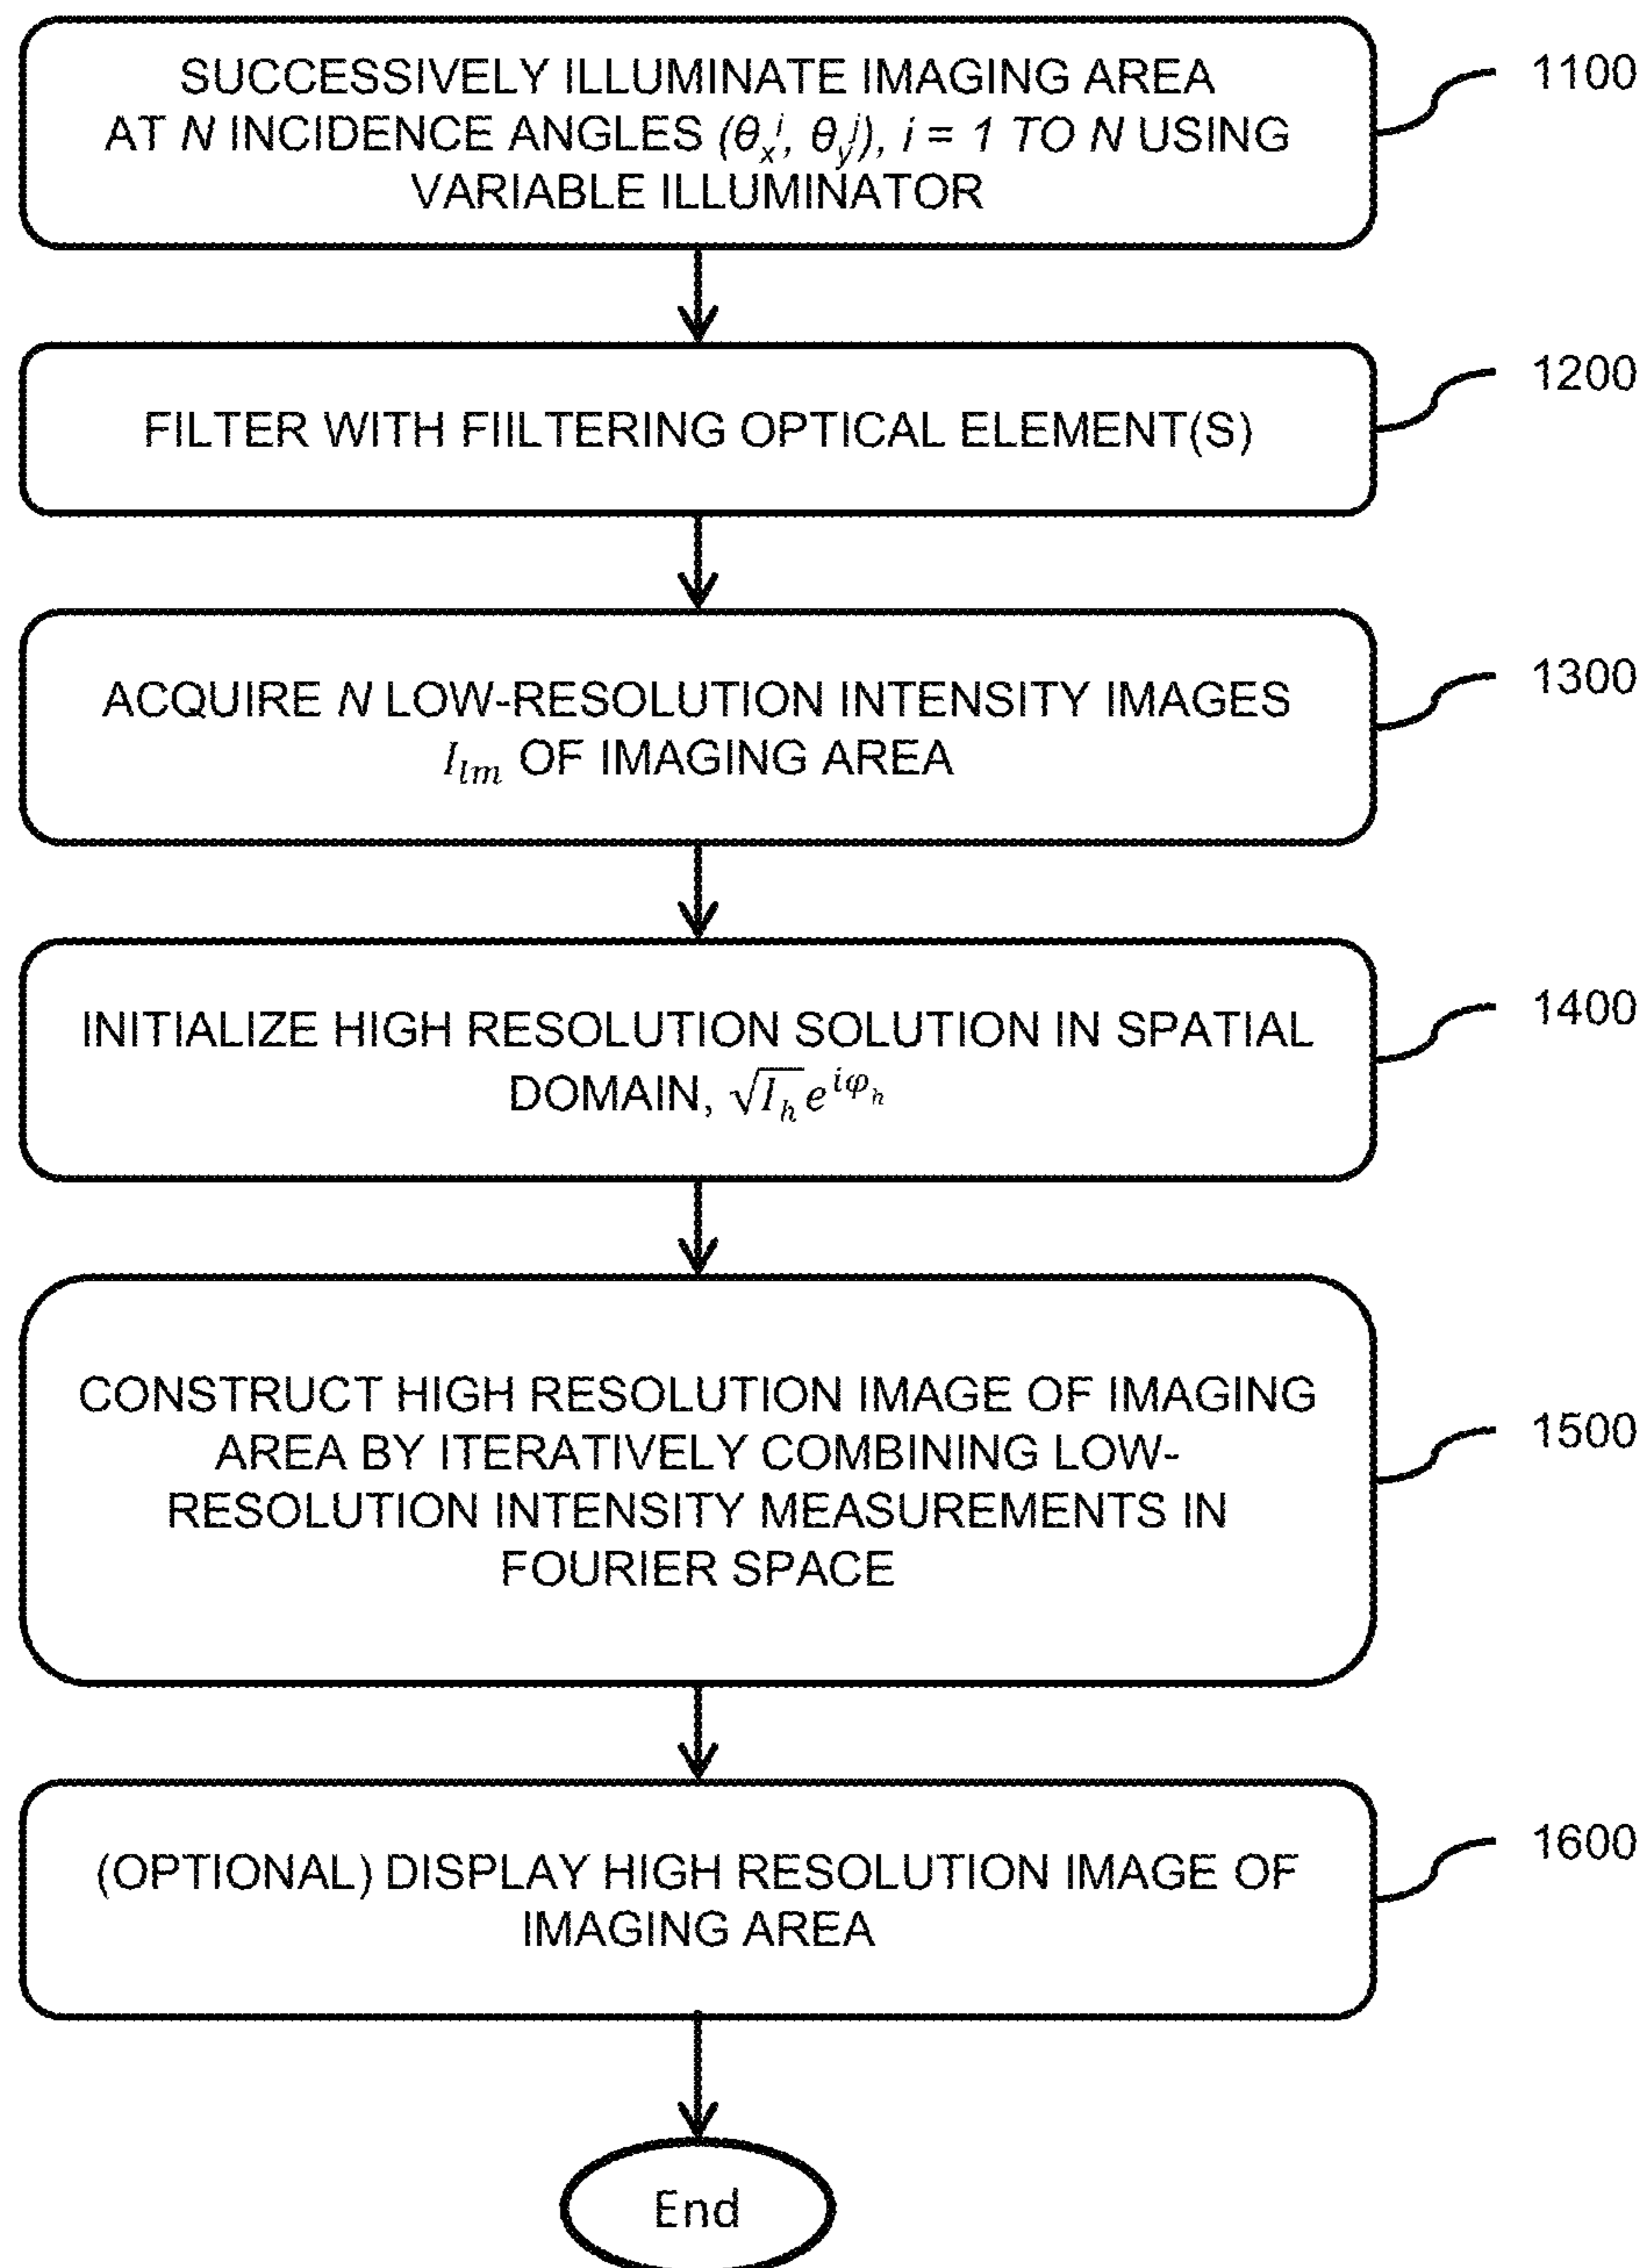 SUCCESSIVELY ILLUMINATE IMAGING AREA
AT N INCIDENCE ANGLES (θₓⁱ, θᵧʲ), i = 1 TO N USING
VARIABLE ILLUMINATOR
1100
FILTER WITH FIILTERING OPTICAL ELEMENT(S)
1200
ACQUIRE N LOW-RESOLUTION INTENSITY IMAGES
Iₗₘ OF IMAGING AREA
1300
INITIALIZE HIGH RESOLUTION SOLUTION IN SPATIAL
DOMAIN, √I_h e^{iφ_h}
1400
CONSTRUCT HIGH RESOLUTION IMAGE OF IMAGING
AREA BY ITERATIVELY COMBINING LOW-
RESOLUTION INTENSITY MEASUREMENTS IN
FOURIER SPACE
1500
(OPTIONAL) DISPLAY HIGH RESOLUTION IMAGE OF
IMAGING AREA
1600
End